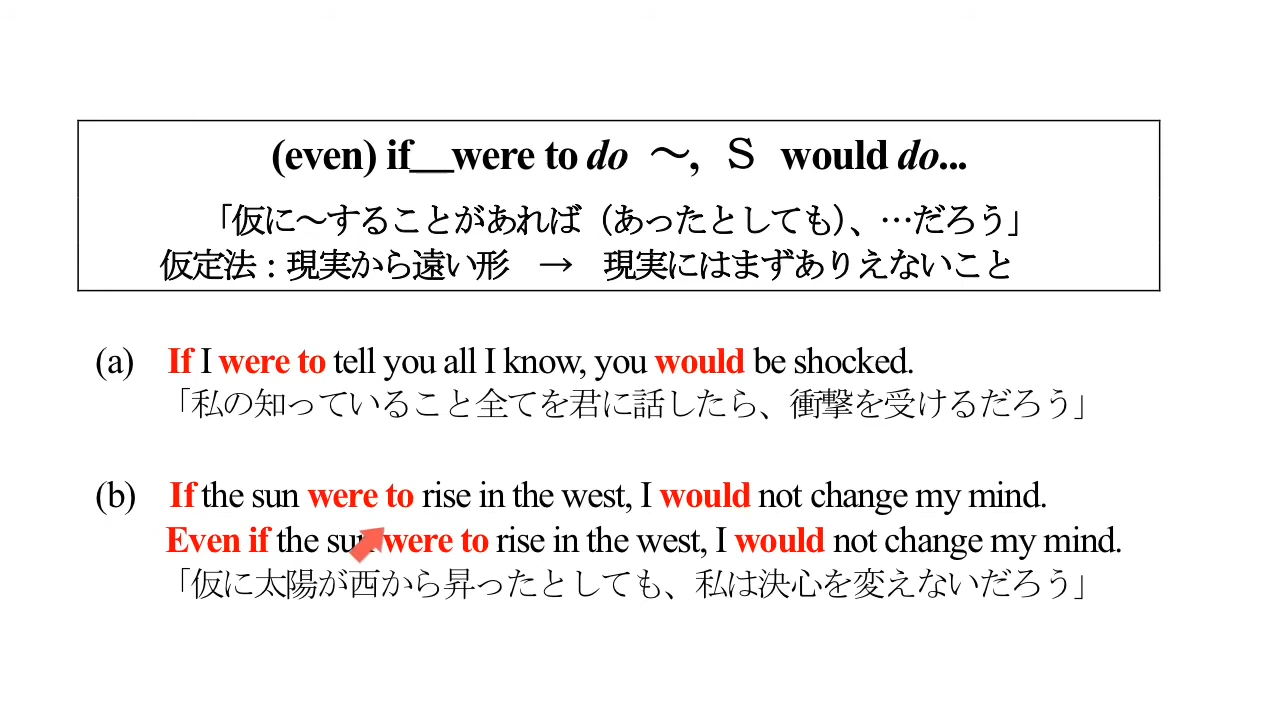 (even) if__were to do ～, Ｓ would do...
「仮に～することがあれば（あったとしても）、…だろう」
仮定法：現実から遠い形　→　現実にはまずありえないこと
(a) If I were to tell you all I know, you would be shocked.
「私の知っていること全てを君に話したら、衝撃を受けるだろう」
(b) If the sun were to rise in the west, I would not change my mind.
Even if the sun were to rise in the west, I would not change my mind.
「仮に太陽が西から昇ったとしても、私は決心を変えないだろう」